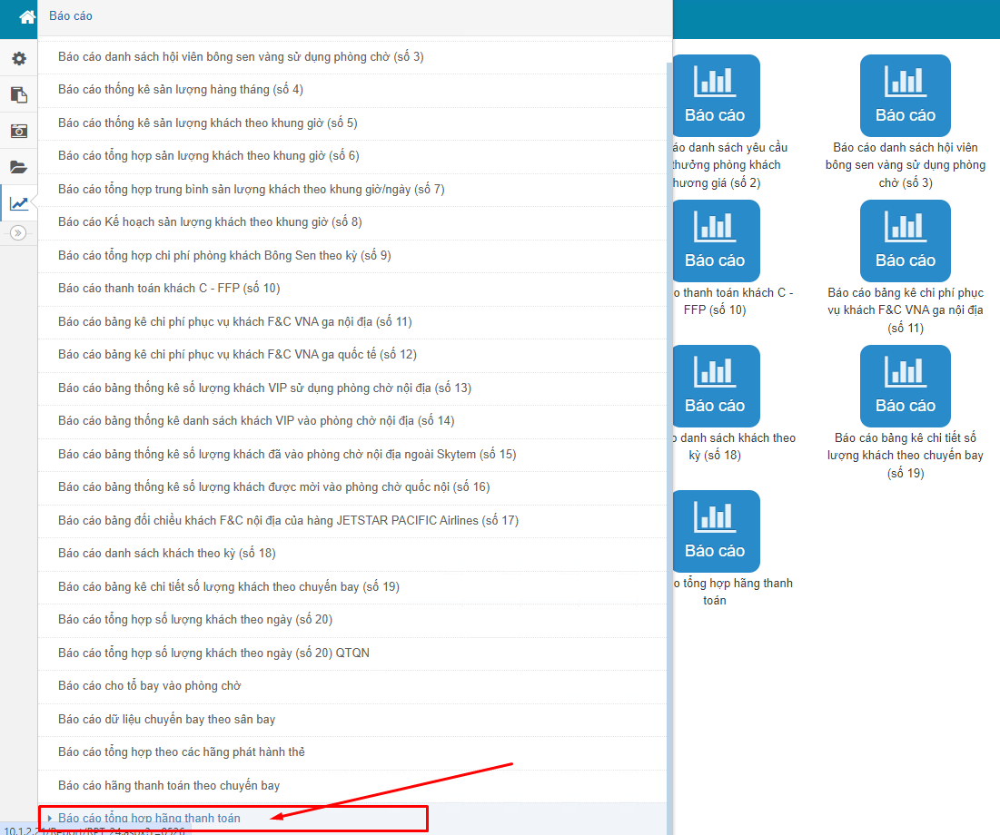 Báo cáo
Báo cáo danh sách hội viên bông sen vàng sử dụng phòng chờ (số 3)
Báo cáo thống kê sản lượng hàng tháng (số 4)
Báo cáo thống kê sản lượng khách theo khung giờ (số 5)
Báo cáo tổng hợp sản lượng khách theo khung giờ (số 6)
Báo cáo tổng hợp trung bình sản lượng khách theo khung giờ/ngày (số 7)
Báo cáo Kế hoạch sản lượng khách theo khung giờ (số 8)
Báo cáo tổng hợp chi phí phòng khách Bông Sen theo kỳ (số 9)
Báo cáo thanh toán khách C - FFP (số 10)
Báo cáo bảng kê chi phí phục vụ khách F&C VNA ga nội địa (số 11)
Báo cáo bảng kê chi phí phục vụ khách F&C VNA ga quốc tế (số 12)
Báo cáo bảng thống kê số lượng khách VIP sử dụng phòng chờ nội địa (số 13)
Báo cáo bảng thống kê danh sách khách VIP vào phòng chờ nội địa (số 14)
Báo cáo bảng thống kê số lượng khách đã vào phòng chờ nội địa ngoài Skytem (số 15)
Báo cáo bảng thống kê số lượng khách được mời vào phòng chờ quốc nội (số 16)
Báo cáo bảng đối chiều khách F&C nội địa của hàng JETSTAR PACIFIC Airlines (số 17)
Báo cáo danh sách khách theo kỳ (số 18)
Báo cáo bảng kê chi tiết số lượng khách theo chuyến bay (số 19)
Báo cáo tổng hợp số lượng khách theo ngày (số 20)
Báo cáo tổng hợp số lượng khách theo ngày (số 20) QTQN
Báo cáo cho tổ bay vào phòng chờ
Báo cáo dữ liệu chuyến bay theo sân bay
Báo cáo tổng hợp theo các hãng phát hành thẻ
Báo cáo hãng thanh toán theo chuyến bay
Báo cáo tổng hợp hãng thanh toán
Báo cáo
áo danh sách yêu cầu
thưởng phòng khách
hương giá (số 2)
Báo cáo
Báo cáo danh sách hội viên
bông sen vàng sử dụng phòng
chờ (số 3)
Báo cáo
o thanh toán khách C -
FFP (số 10)
Báo cáo
Báo cáo bảng kê chi phí phục
vụ khách F&C VNA ga nội địa
(số 11)
Báo cáo
danh sách khách theo
kỳ (số 18)
Báo cáo
Báo cáo bảng kê chi tiết số
lượng khách theo chuyến bay
(số 19)
Báo cáo
o tổng hợp hãng thanh
toán